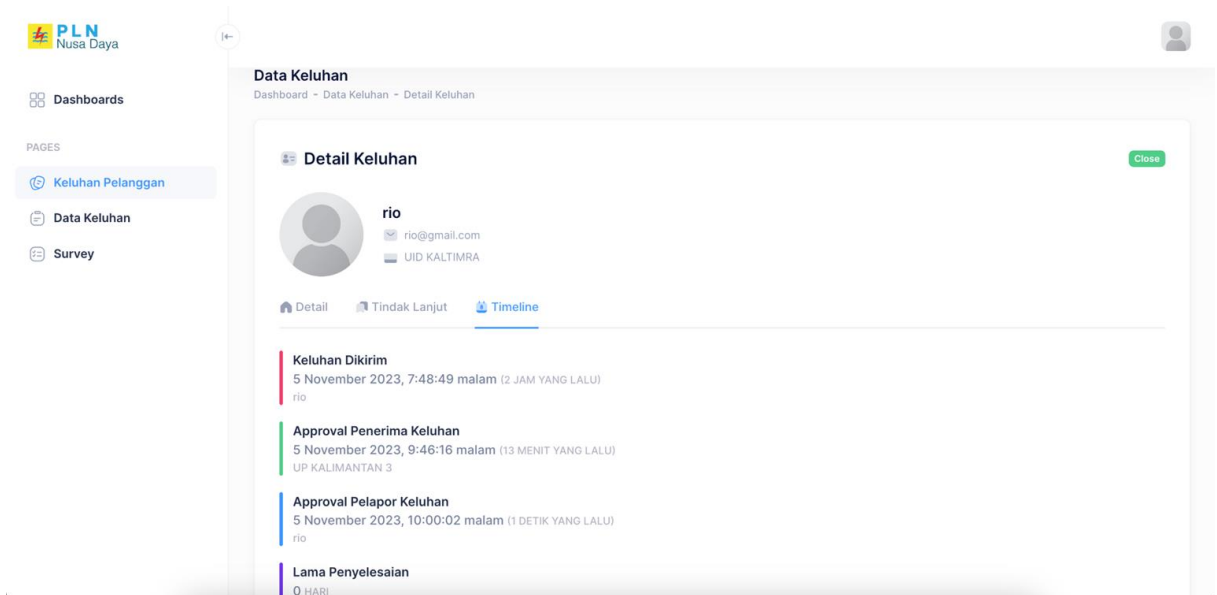 PLN
Nusa Daya
Dashboards
PAGES
Keluhan Pelanggan
Data Keluhan
Survey
Data Keluhan
Dashboard - Data Keluhan - Detail Keluhan
Detail Keluhan
Close
rio
rio@gmail.com
UID KALTIMRA
Detail Tindak Lanjut Timeline
Keluhan Dikirim
5 November 2023, 7:48:49 malam (2 JAM YANG LALU)
rio
Approval Penerima Keluhan
5 November 2023, 9:46:16 malam (13 MENIT YANG LALU)
UP KALIMANTAN 3
Approval Pelapor Keluhan
5 November 2023, 10:00:02 malam (1 DETIK YANG LALU)
rio
Lama Penyelesaian
0 HARI